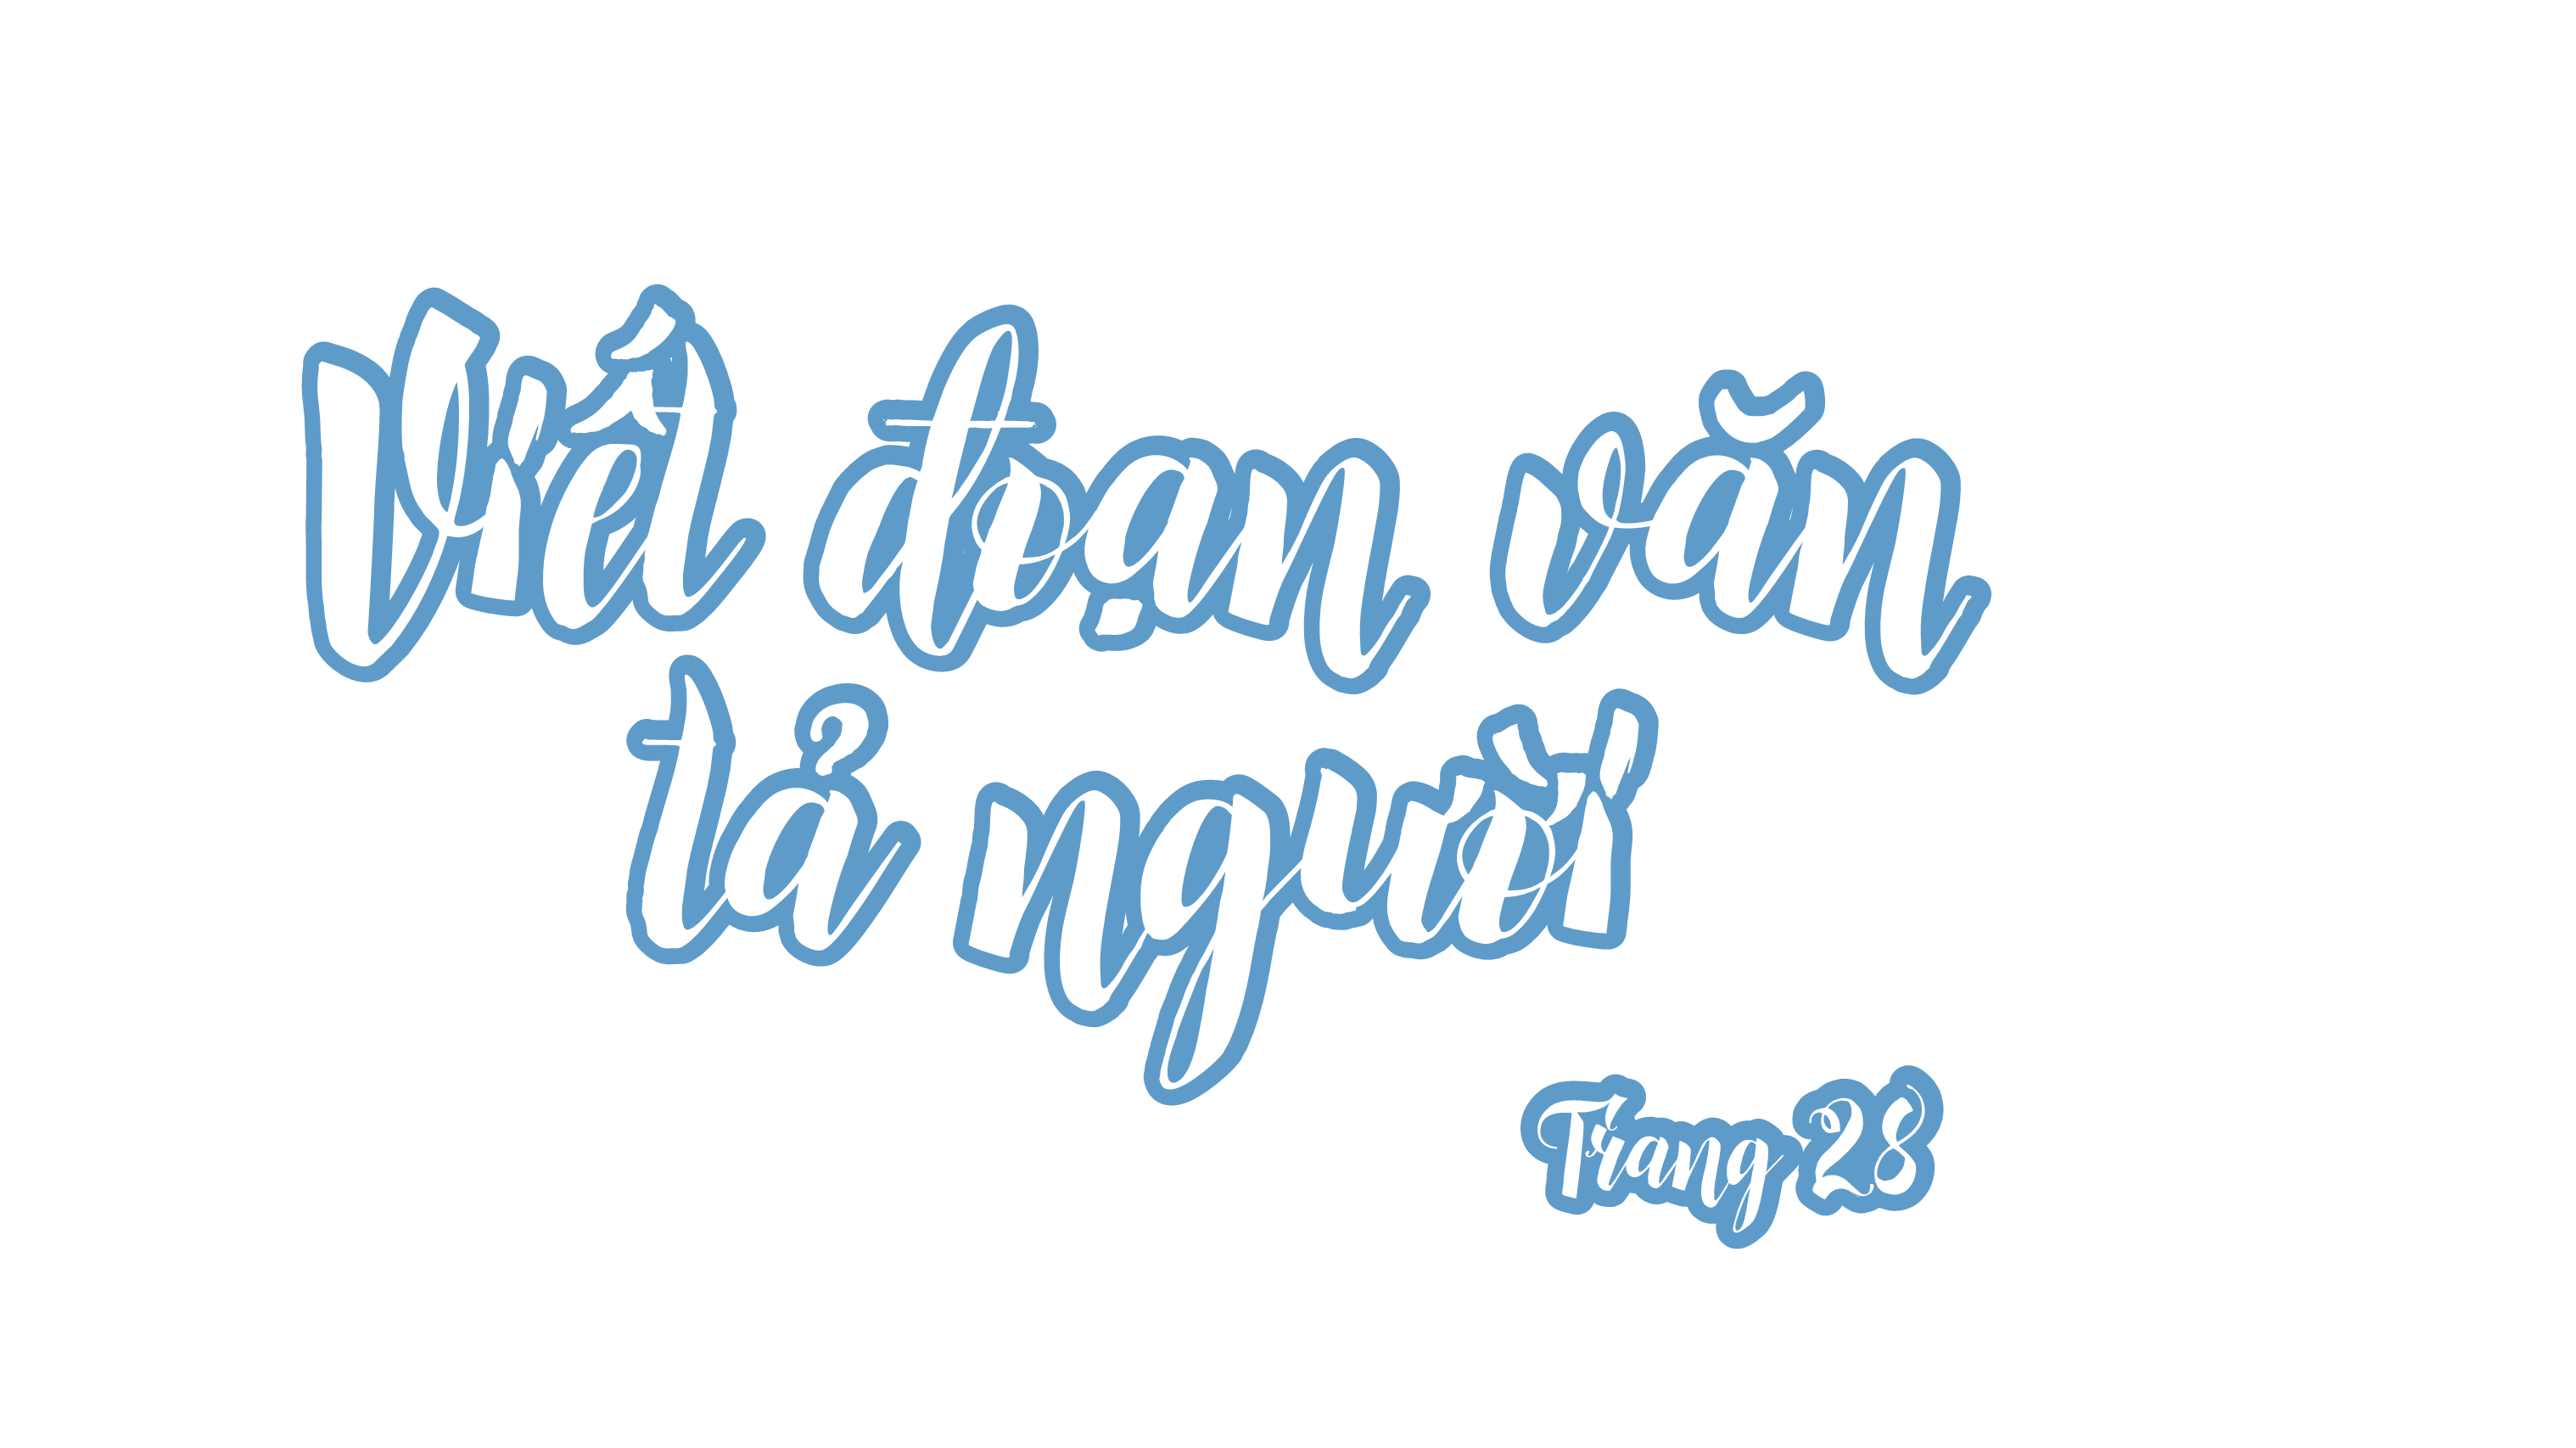 Viết đoạn văn
tả người
Trang 28